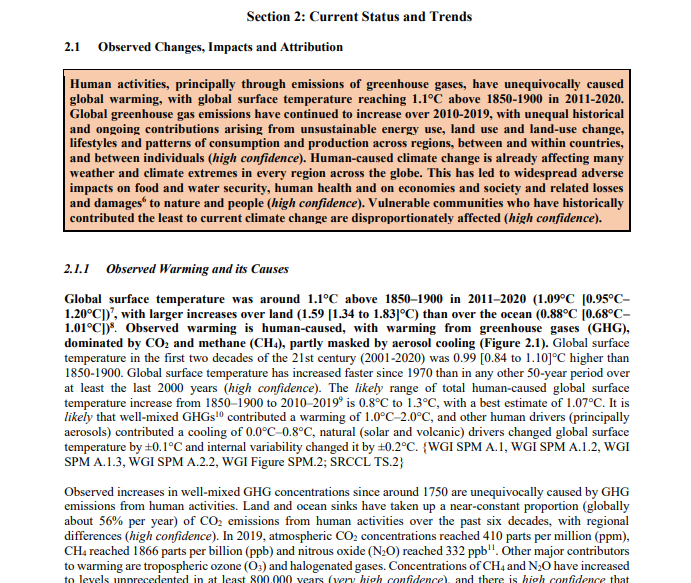 Section 2: Current Status and Trends
2.1 Observed Changes, Impacts and Attribution
Human activities, principally through emissions of greenhouse gases, have unequivocally caused
global warming, with global surface temperature reaching 1.1°C above 1850-1900 in 2011-2020.
Global greenhouse gas emissions have continued to increase over 2010-2019, with unequal historical
and ongoing contributions arising from unsustainable energy use, land use and land-use change,
lifestyles and patterns of consumption and production across regions, between and within countries,
and between individuals (high confidence). Human-caused climate change is already affecting many
weather and climate extremes in every region across the globe. This has led to widespread adverse
impacts on food and water security, human health and on economies and society and related losses
and damages⁶ to nature and people (high confidence). Vulnerable communities who have historically
contributed the least to current climate change are disproportionately affected (high confidence).
2.1.1 Observed Warming and its Causes
Global surface temperature was around 1.1°C above 1850–1900 in 2011–2020 (1.09°C [0.95°C–
1.20°C])⁷, with larger increases over land (1.59 [1.34 to 1.83]°C) than over the ocean (0.88°C [0.68°C–
1.01°C])⁸. Observed warming is human-caused, with warming from greenhouse gases (GHG),
dominated by CO₂ and methane (CH₄), partly masked by aerosol cooling (Figure 2.1). Global surface
temperature in the first two decades of the 21st century (2001-2020) was 0.99 [0.84 to 1.10]°C higher than
1850-1900. Global surface temperature has increased faster since 1970 than in any other 50-year period over
at least the last 2000 years (high confidence). The likely range of total human-caused global surface
temperature increase from 1850–1900 to 2010–2019⁹ is 0.8°C to 1.3°C, with a best estimate of 1.07°C. It is
likely that well-mixed GHGs¹⁰ contributed a warming of 1.0°C–2.0°C, and other human drivers (principally
aerosols) contributed a cooling of 0.0°C–0.8°C, natural (solar and volcanic) drivers changed global surface
temperature by ±0.1°C and internal variability changed it by ±0.2°C. {WGI SPM A.1, WGI SPM A.1.2, WGI
SPM A.1.3, WGI SPM A.2.2, WGI Figure SPM.2; SRCCL TS.2}
Observed increases in well-mixed GHG concentrations since around 1750 are unequivocally caused by GHG
emissions from human activities. Land and ocean sinks have taken up a near-constant proportion (globally
about 56% per year) of CO₂ emissions from human activities over the past six decades, with regional
differences (high confidence). In 2019, atmospheric CO₂ concentrations reached 410 parts per million (ppm),
CH₄ reached 1866 parts per billion (ppb) and nitrous oxide (N₂O) reached 332 ppb¹¹. Other major contributors
to warming are tropospheric ozone (O₃) and halogenated gases. Concentrations of CH₄ and N₂O have increased
to levels unprecedented in at least 800,000 years (very high confidence), and there is high confidence that